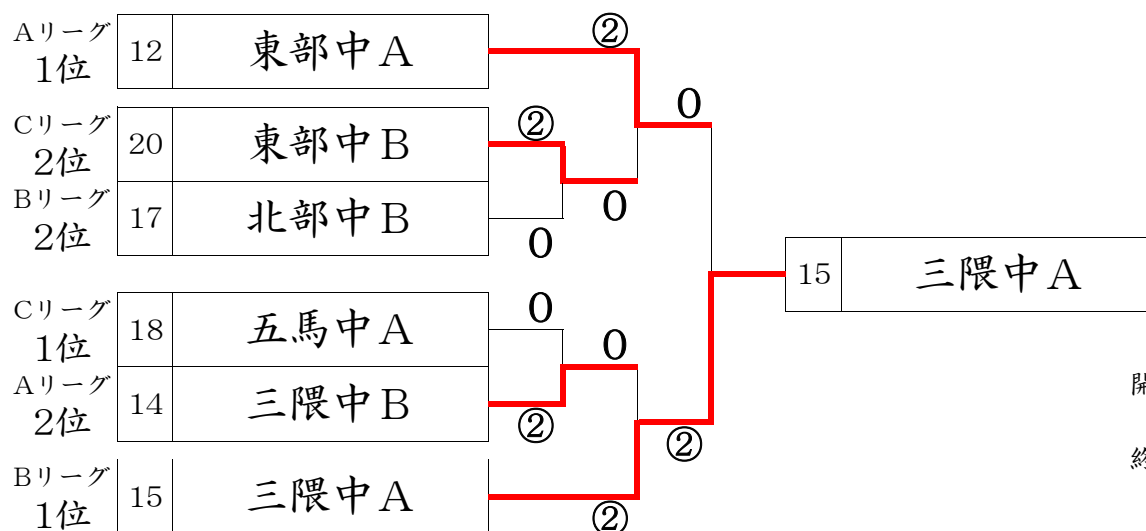 Aリーグ
1位
12
東部中A
②
0
Cリーグ
2位
20
東部中B
②
Bリーグ
2位
17
北部中B
0
0
15
三隈中A
Cリーグ
1位
18
五馬中A
0
0
Aリーグ
2位
14
三隈中B
②
②
Bリーグ
1位
15
三隈中A
②
開
終